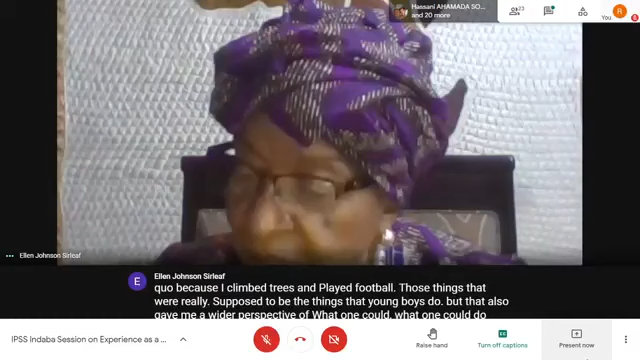 Hassani AHAMADA SO...
and 20 more
23
You
Ellen Johnson Sirleaf
E
Ellen Johnson Sirleaf
quo because I climbed trees and Played football. Those things that
were really. Supposed to be the things that young boys do. but that also
gave me a wider perspective of What one could. what one could do
IPSS Indaba Session on Experience as a ...
Raise hand
Turn off captions
Present now